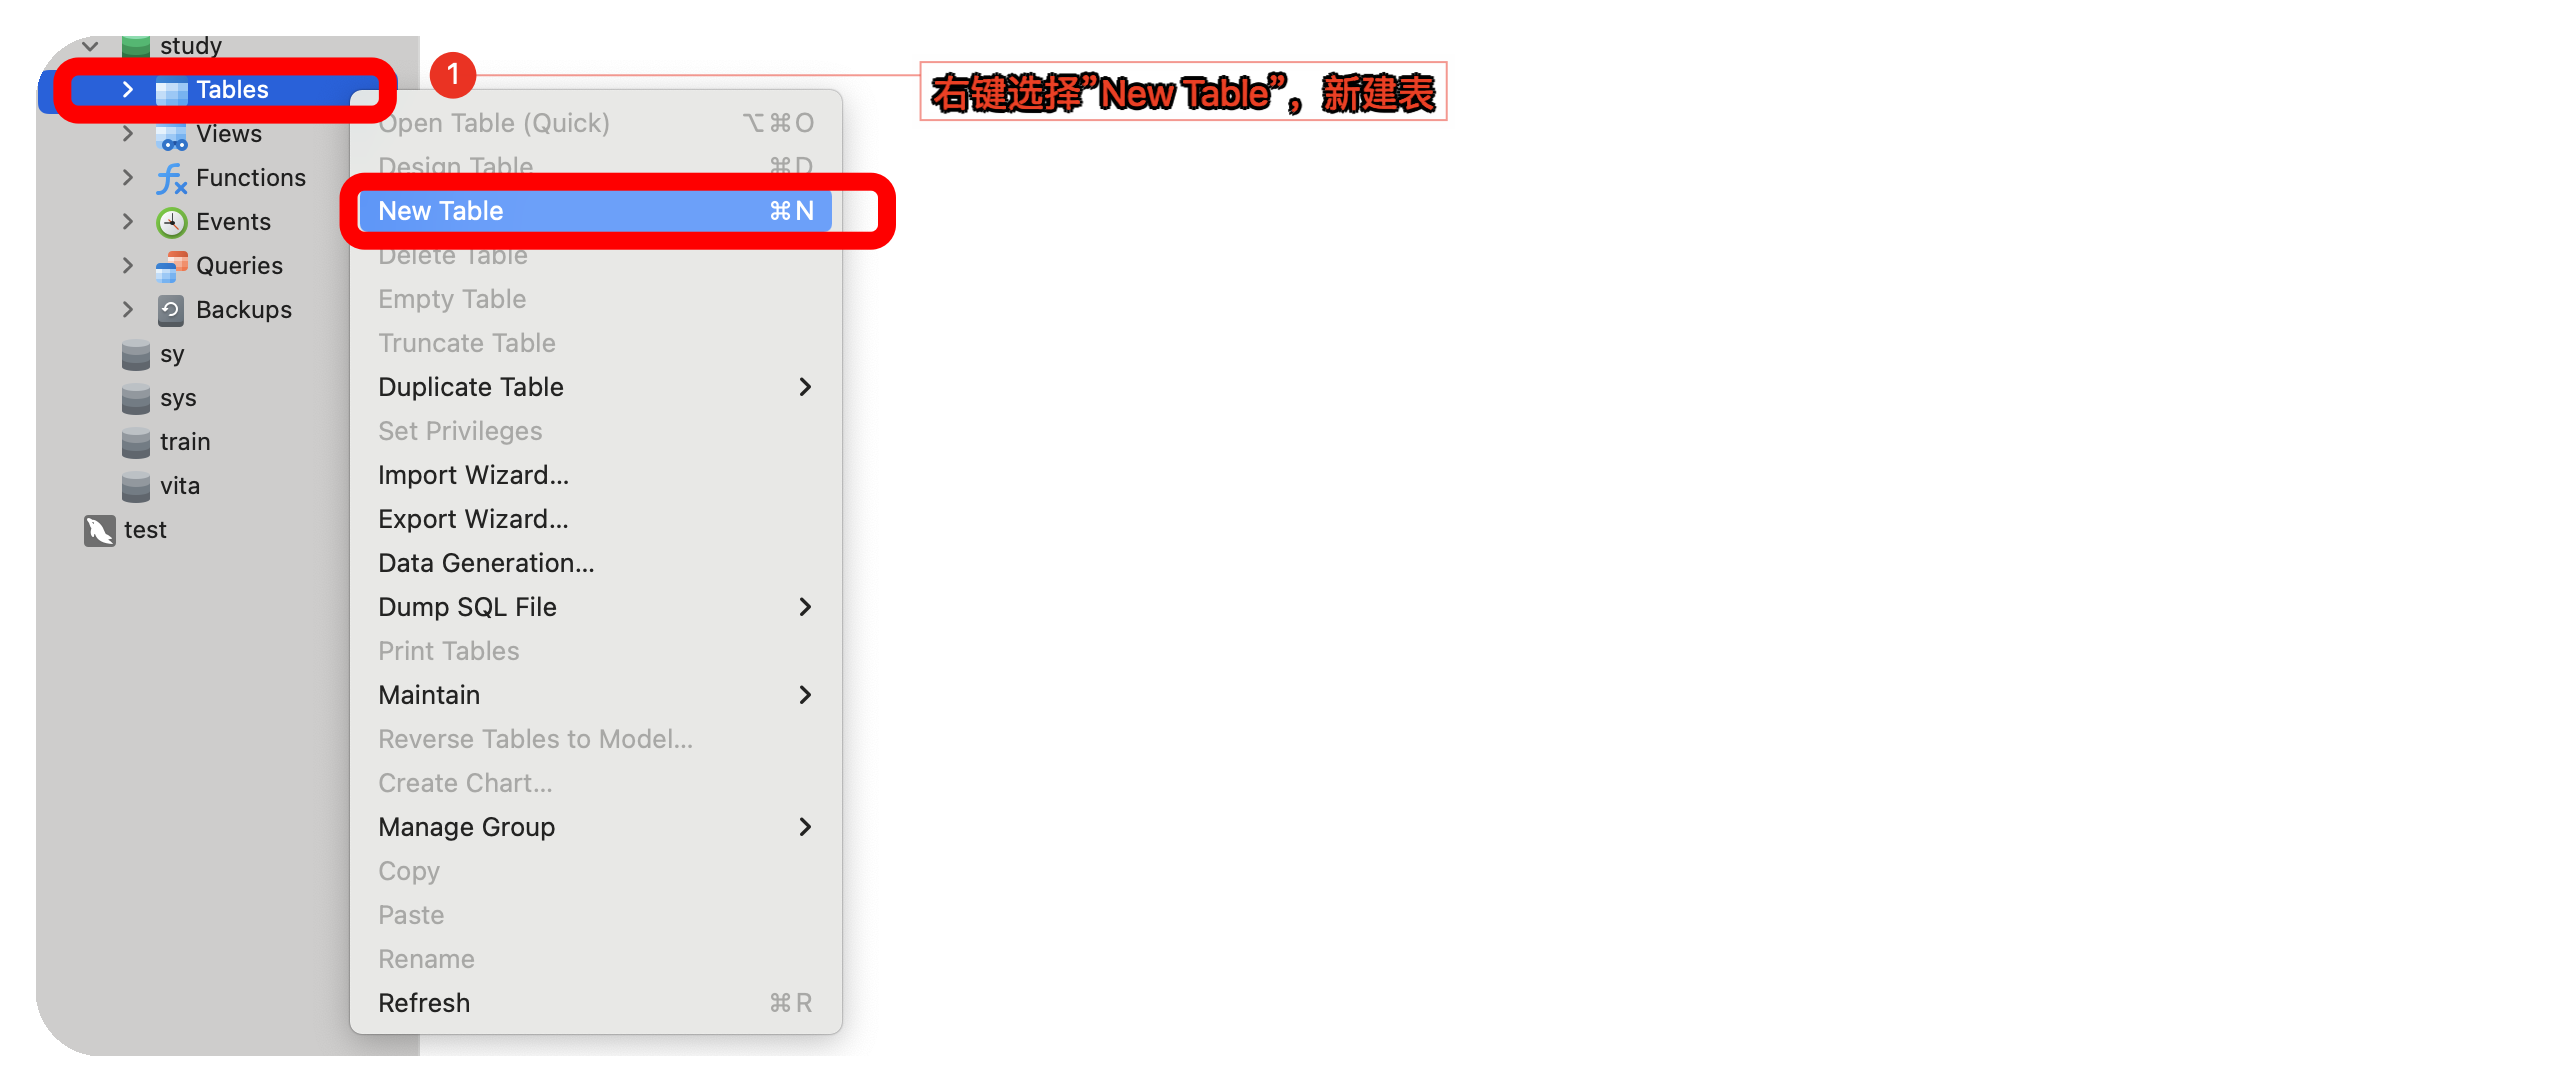 study
Tables
Views
Functions
Events
Queries
Backups
sy
sys
train
vita
test
1
右键选择”New Table”，新建表
Open Table (Quick) ⌥⌘O
Design Table ⌘D
New Table ⌘N
Delete Table
Empty Table
Truncate Table
Duplicate Table
Set Privileges
Import Wizard...
Export Wizard...
Data Generation...
Dump SQL File
Print Tables
Maintain
Reverse Tables to Model...
Create Chart...
Manage Group
Copy
Paste
Rename
Refresh ⌘R